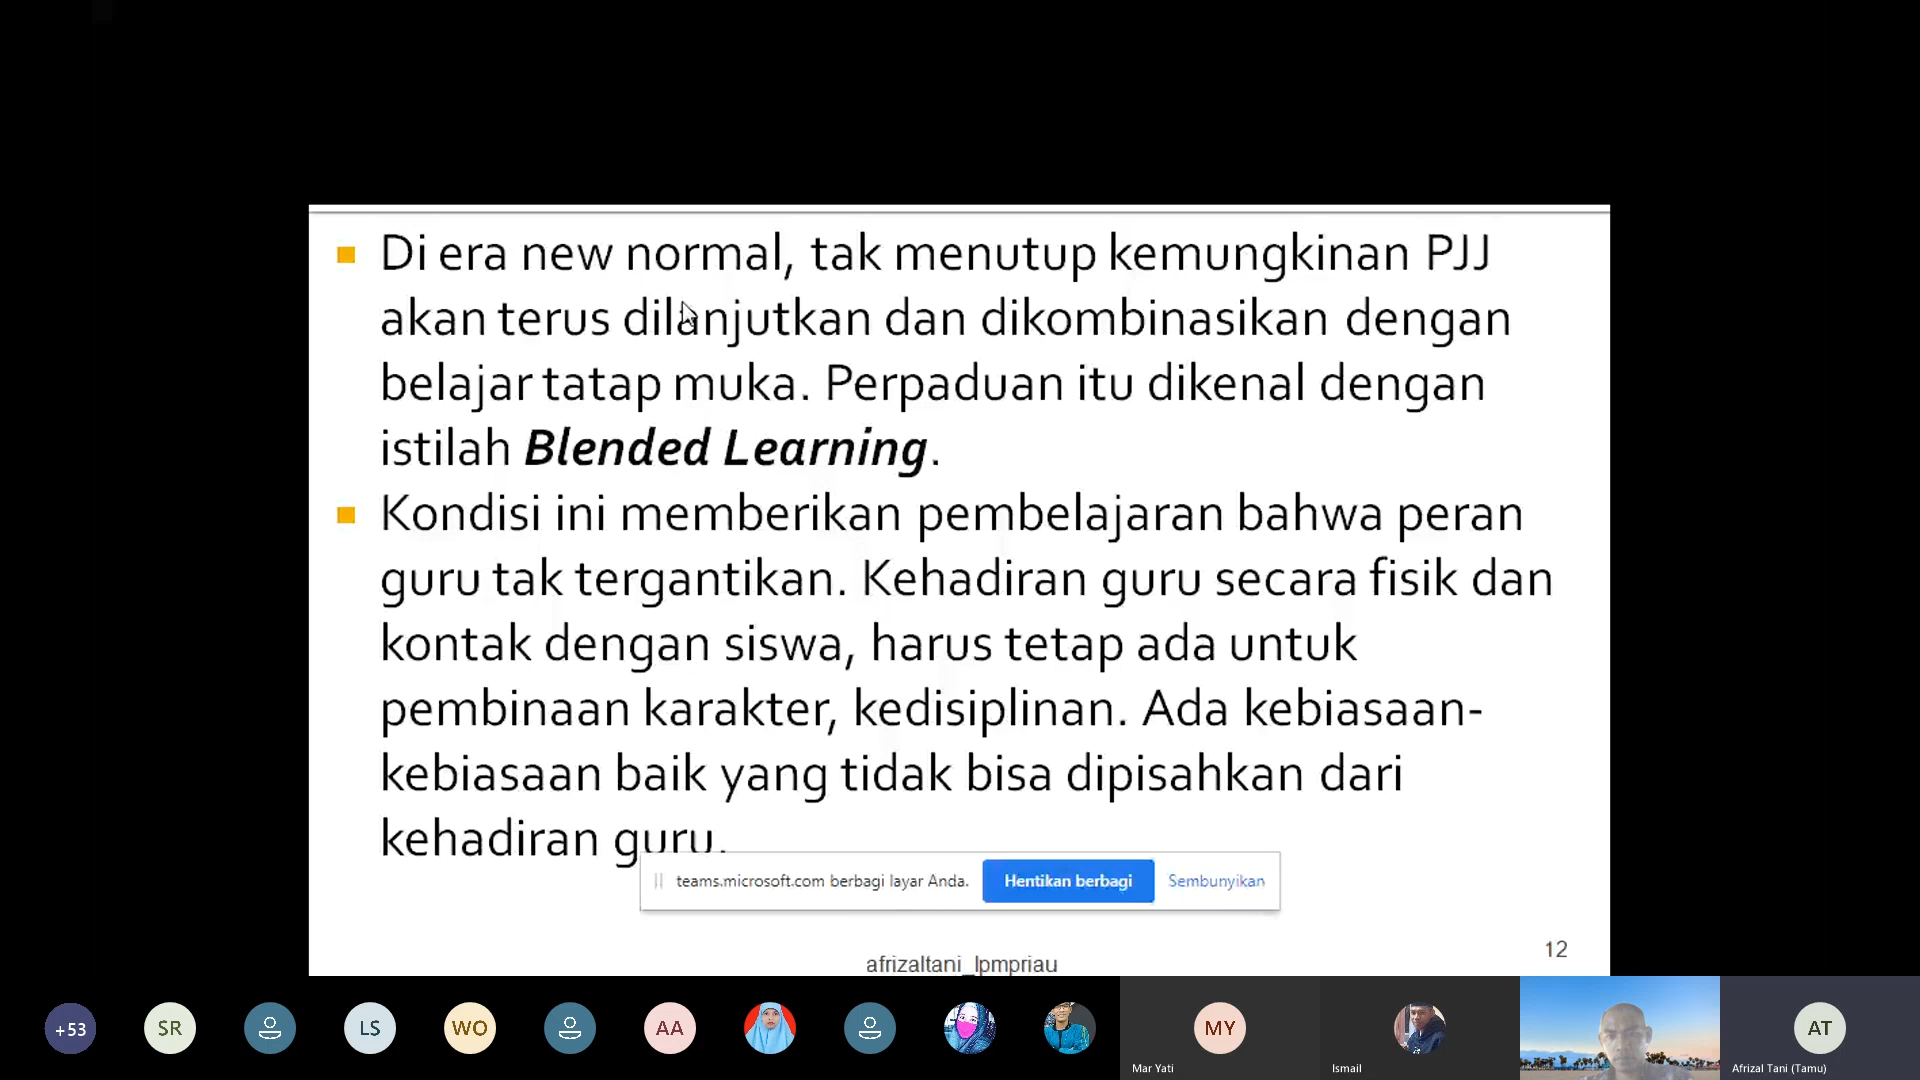 Di era new normal, tak menutup kemungkinan PJJ
akan terus dilanjutkan dan dikombinasikan dengan
belajar tatap muka. Perpaduan itu dikenal dengan
istilah Blended Learning.
Kondisi ini memberikan pembelajaran bahwa peran
guru tak tergantikan. Kehadiran guru secara fisik dan
kontak dengan siswa, harus tetap ada untuk
pembinaan karakter, kedisiplinan. Ada kebiasaan-
kebiasaan baik yang tidak bisa dipisahkan dari
kehadiran guru.
teams.microsoft.com berbagi layar Anda. Hentikan berbagi Sembunyikan
12
afrizaltani_lpmpriau
+53 SR LS WO AA MY AT
Mar Yati Ismail Afrizal Tani (Tamu)